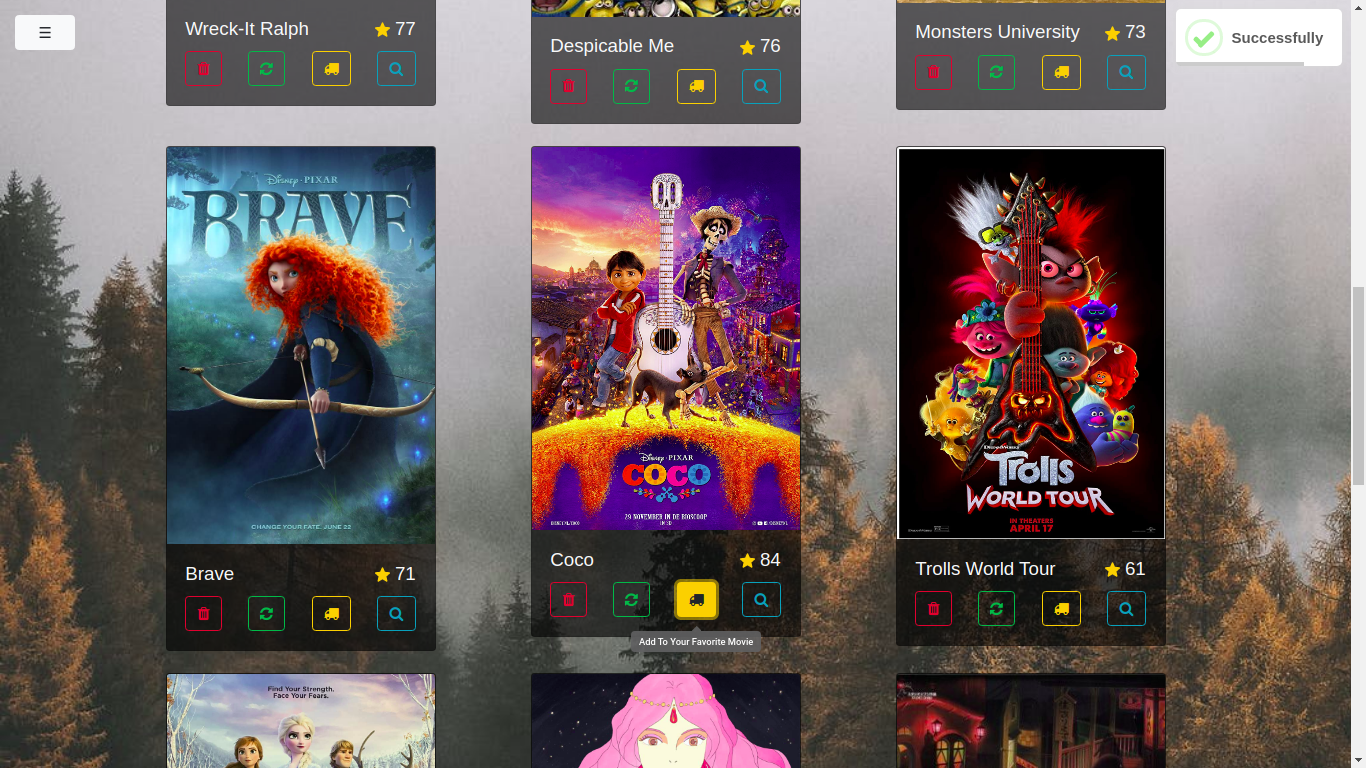 ☰
Wreck-It Ralph
77
Despicable Me
76
Monsters University
73
Successfully
Disney · PIXAR
BRAVE
CHANGE YOUR FATE. JUNE 22
Brave
71
Disney · PIXAR
COCO
29 NOVEMBER IN DE BIOSCOOP
IN 3D
Coco
84
Add To Your Favorite Movie
TROLLS
WORLD TOUR
IN THEATERS
APRIL 17
Trolls World Tour
61
Find Your Strength.
Face Your Fears.